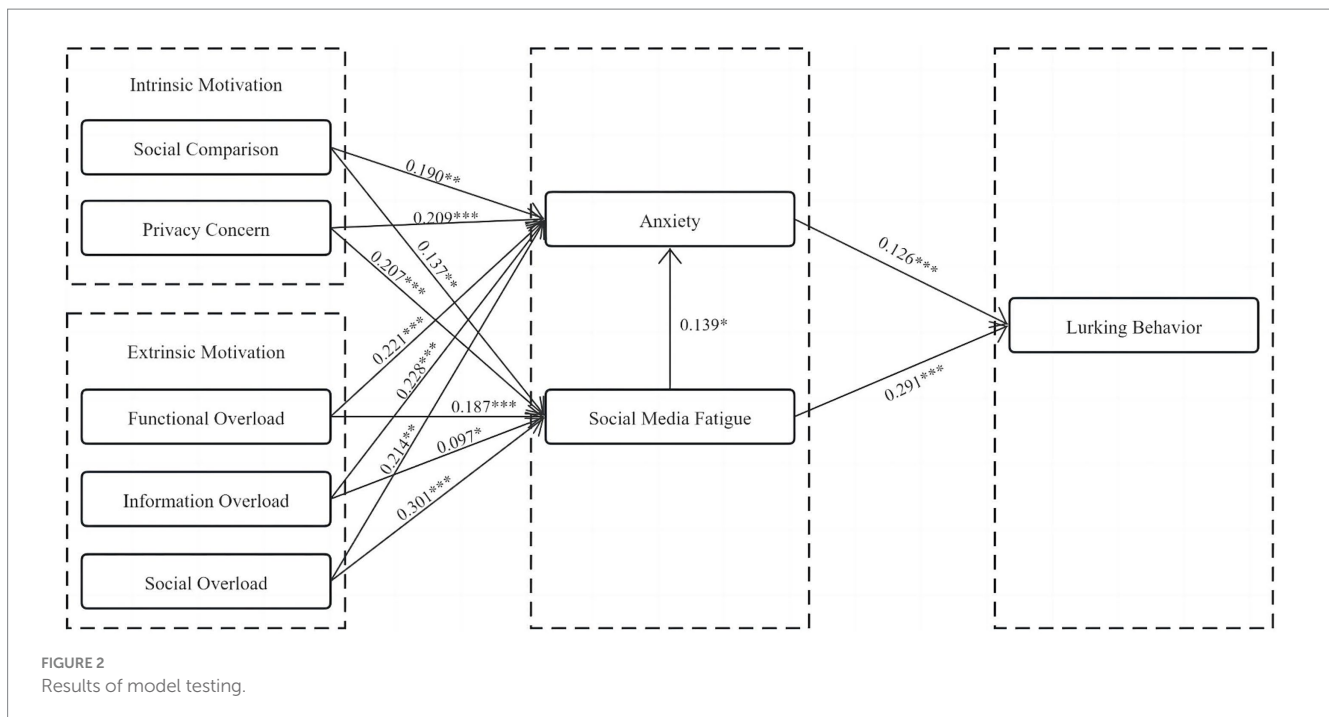 Intrinsic Motivation
Social Comparison
Privacy Concern
Extrinsic Motivation
Functional Overload
Information Overload
Social Overload
0.190**
0.209***
0.137**
0.207***
0.221***
0.228***
0.187***
0.214**
0.097*
0.301***
Anxiety
0.139*
Social Media Fatigue
0.126***
0.291***
Lurking Behavior
FIGURE 2
Results of model testing.